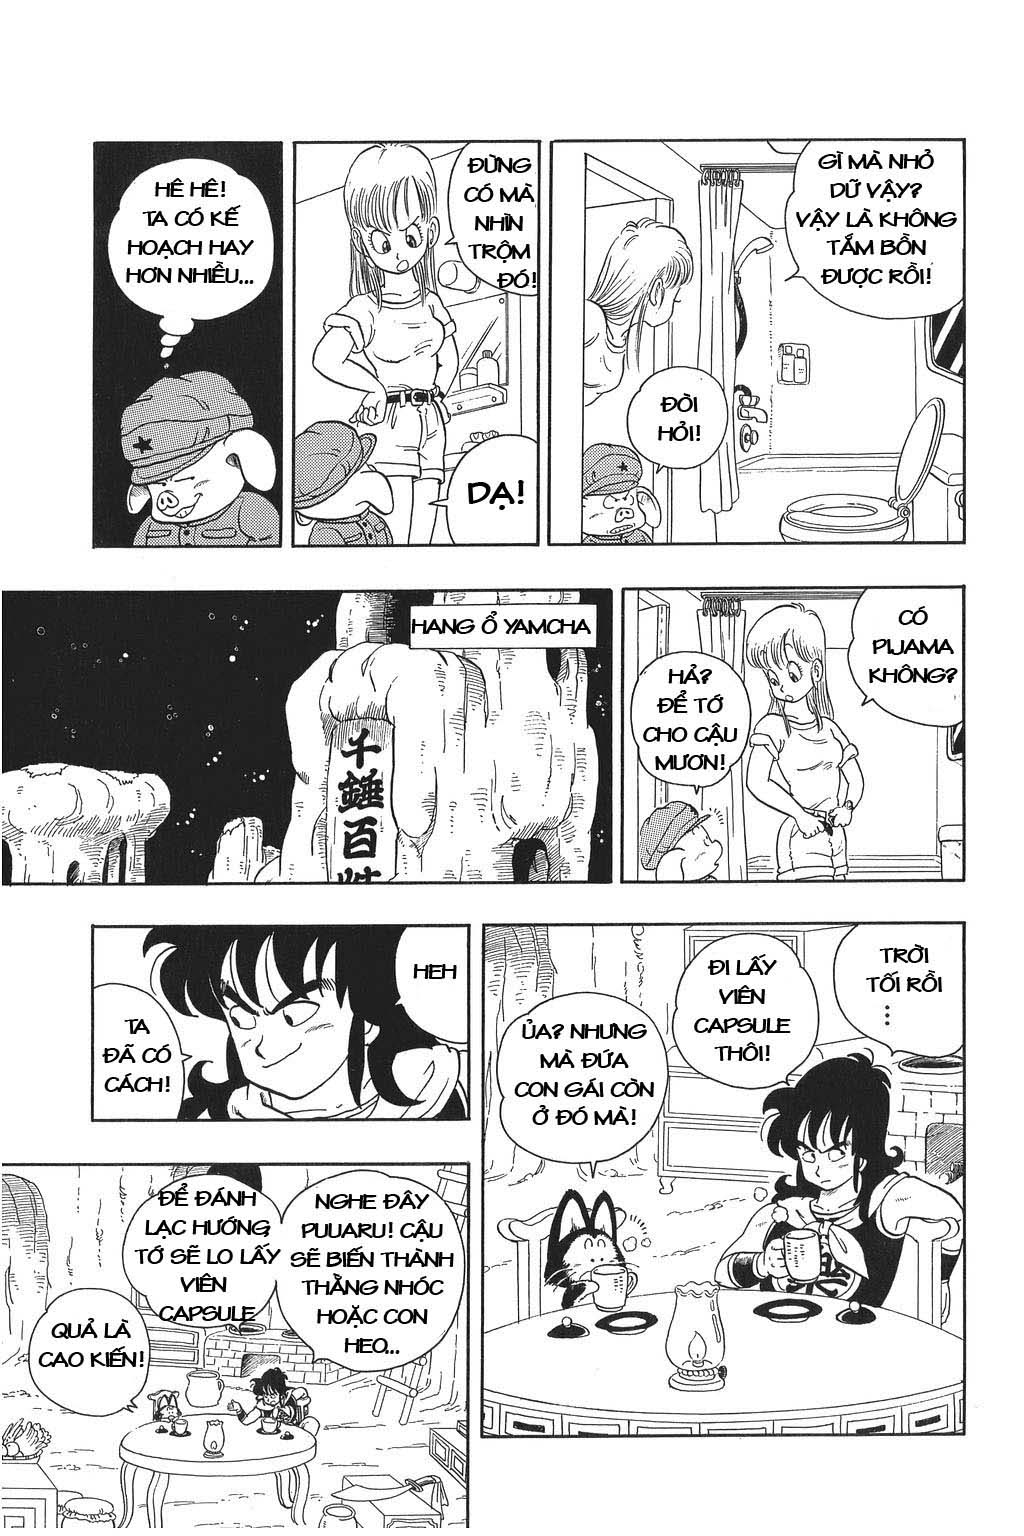 GÌ MÀ NHỎ
DỮ VẬY?
VẬY LÀ KHÔNG
TẮM BỒN
ĐƯỢC RỒI!
ĐÒI
HỎI!
ĐỪNG
CÓ MÀ
NHÌN
TRỘM
ĐÓ!
DẠ!
HÊ HÊ!
TA CÓ KẾ
HOẠCH HAY
HƠN NHIỀU...
CÓ
PIJAMA
KHÔNG?
HẢ?
ĐỂ TỚ
CHO CẬU
MƯƠN!
HANG Ổ YAMCHA
千
錘
百
TRỜI
TỐI RỒI
...
ĐI LẤY
VIÊN
CAPSULE
THÔI!
ỦA? NHƯNG
MÀ ĐỨA
CON GÁI CÒN
Ở ĐÓ MÀ!
HEH
TA
ĐÃ CÓ
CÁCH!
NGHE ĐÂY
PUUARU! CẬU
SẼ BIẾN THÀNH
THẰNG NHÓC
HOẶC CON
HEO...
ĐỂ ĐÁNH
LẠC HƯỚNG,
TỚ SẼ LO LẤY
VIÊN
CAPSULE
QUẢ LÀ
CAO KIẾN!